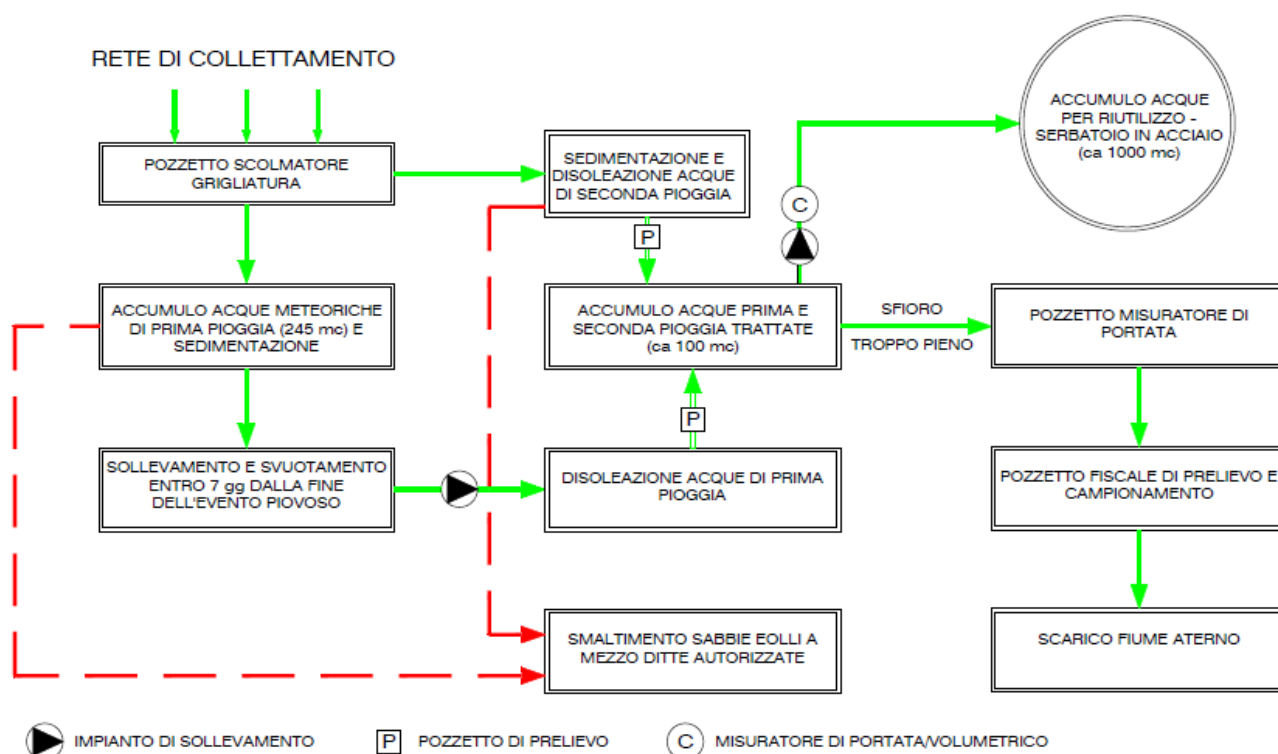 RETE DI COLLETTAMENTO
POZZETTO SCOLMATORE
GRIGLIATURA
SEDIMENTAZIONE E
DISOLEAZIONE ACQUE
DI SECONDA PIOGGIA
ACCUMULO ACQUE
PER RIUTILIZZO -
SERBATOIO IN ACCIAIO
(ca 1000 mc)
C
P
ACCUMULO ACQUE METEORICHE
DI PRIMA PIOGGIA (245 mc) E
SEDIMENTAZIONE
ACCUMULO ACQUE PRIMA E
SECONDA PIOGGIA TRATTATE
(ca 100 mc)
SFIORO
TROPPO PIENO
POZZETTO MISURATORE DI
PORTATA
P
SOLLEVAMENTO E SVUOTAMENTO
ENTRO 7 gg DALLA FINE
DELL'EVENTO PIOVOSO
DISOLEAZIONE ACQUE DI PRIMA
PIOGGIA
POZZETTO FISCALE DI PRELIEVO E
CAMPIONAMENTO
SMALTIMENTO SABBIE EOLLI A
MEZZO DITTE AUTORIZZATE
SCARICO FIUME ATERNO
IMPIANTO DI SOLLEVAMENTO
P POZZETTO DI PRELIEVO
C MISURATORE DI PORTATA/VOLUMETRICO